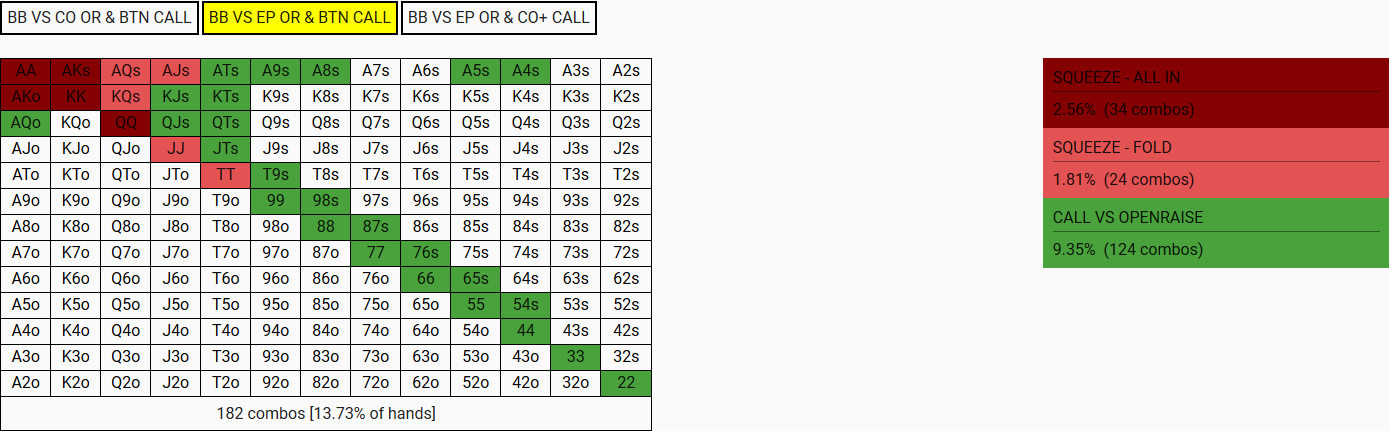 BB VS CO OR & BTN CALL BB VS EP OR & BTN CALL BB VS EP OR & CO+ CALL
AA AKs AQs AJs ATs A9s A8s A7s A6s A5s A4s A3s A2s
AKo KK KQs KJs KTs K9s K8s K7s K6s K5s K4s K3s K2s
AQo KQo QQ QJs QTs Q9s Q8s Q7s Q6s Q5s Q4s Q3s Q2s
AJo KJo QJo JJ JTs J9s J8s J7s J6s J5s J4s J3s J2s
ATo KTo QTo JTo TT T9s T8s T7s T6s T5s T4s T3s T2s
A9o K9o Q9o J9o T9o 99 98s 97s 96s 95s 94s 93s 92s
A8o K8o Q8o J8o T8o 98o 88 87s 86s 85s 84s 83s 82s
A7o K7o Q7o J7o T7o 97o 87o 77 76s 75s 74s 73s 72s
A6o K6o Q6o J6o T6o 96o 86o 76o 66 65s 64s 63s 62s
A5o K5o Q5o J5o T5o 95o 85o 75o 65o 55 54s 53s 52s
A4o K4o Q4o J4o T4o 94o 84o 74o 64o 54o 44 43s 42s
A3o K3o Q3o J3o T3o 93o 83o 73o 63o 53o 43o 33 32s
A2o K2o Q2o J2o T2o 92o 82o 72o 62o 52o 42o 32o 22
182 combos [13.73% of hands]
SQUEEZE - ALL IN
2.56% (34 combos)
SQUEEZE - FOLD
1.81% (24 combos)
CALL VS OPENRAISE
9.35% (124 combos)